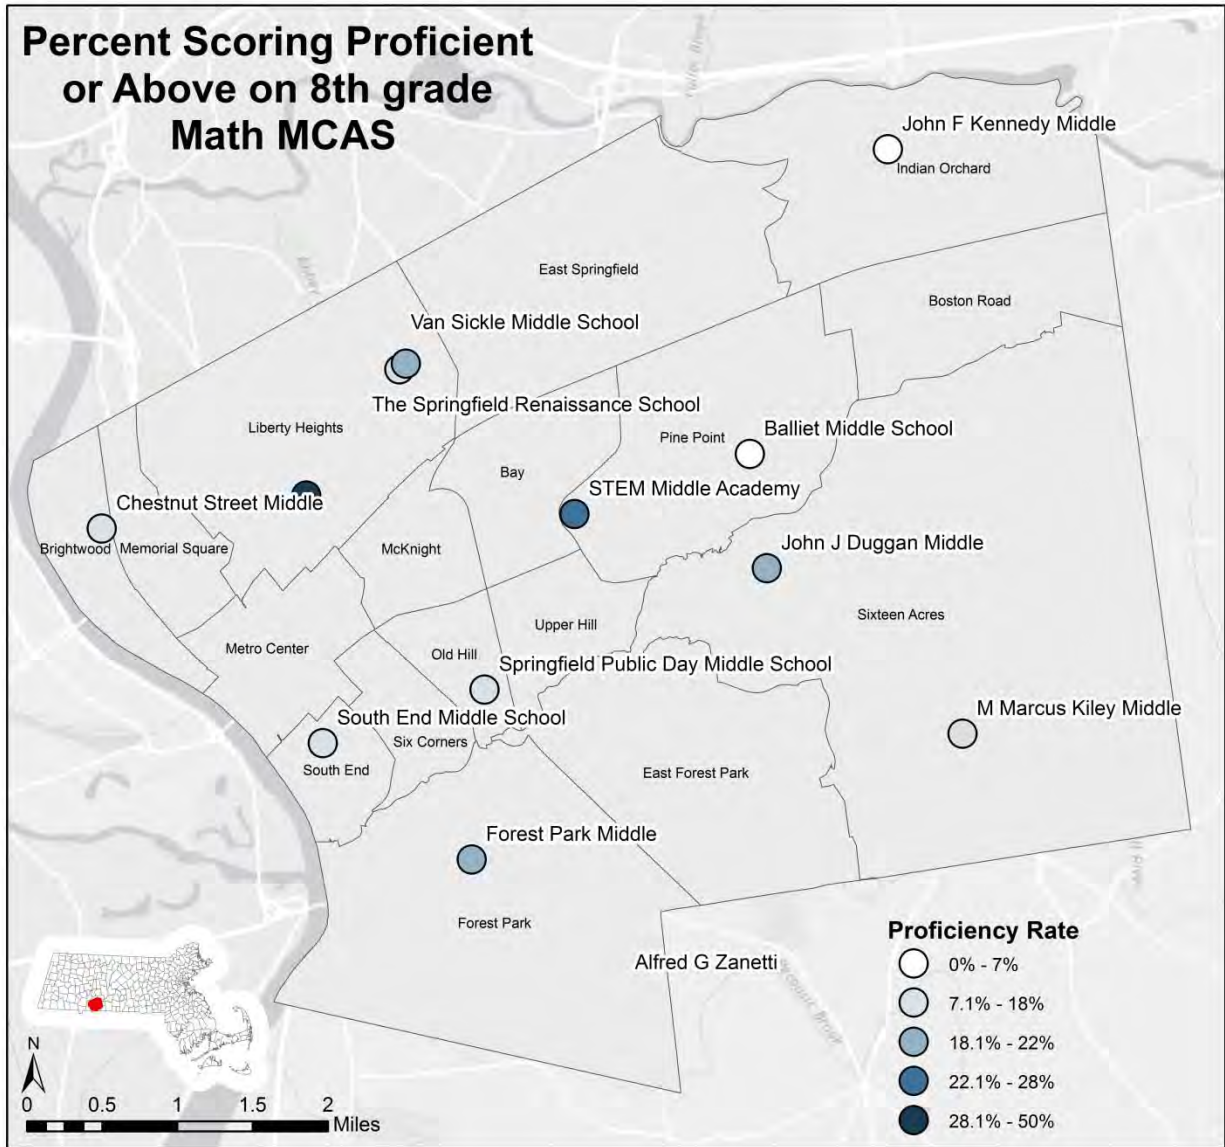 Percent Scoring Proficient
or Above on 8th grade
Math MCAS
John F Kennedy Middle
Indian Orchard
East Springfield
Boston Road
Van Sickle Middle School
The Springfield Renaissance School
Liberty Heights
Pine Point
Balliet Middle School
Bay
STEM Middle Academy
Chestnut Street Middle
Brightwood
Memorial Square
McKnight
John J Duggan Middle
Sixteen Acres
Upper Hill
Metro Center
Old Hill
Springfield Public Day Middle School
South End Middle School
Six Corners
South End
M Marcus Kiley Middle
East Forest Park
Forest Park Middle
Forest Park
Alfred G Zanetti
Proficiency Rate
0% - 7%
7.1% - 18%
18.1% - 22%
22.1% - 28%
28.1% - 50%
N
0 0.5 1 1.5 2
Miles